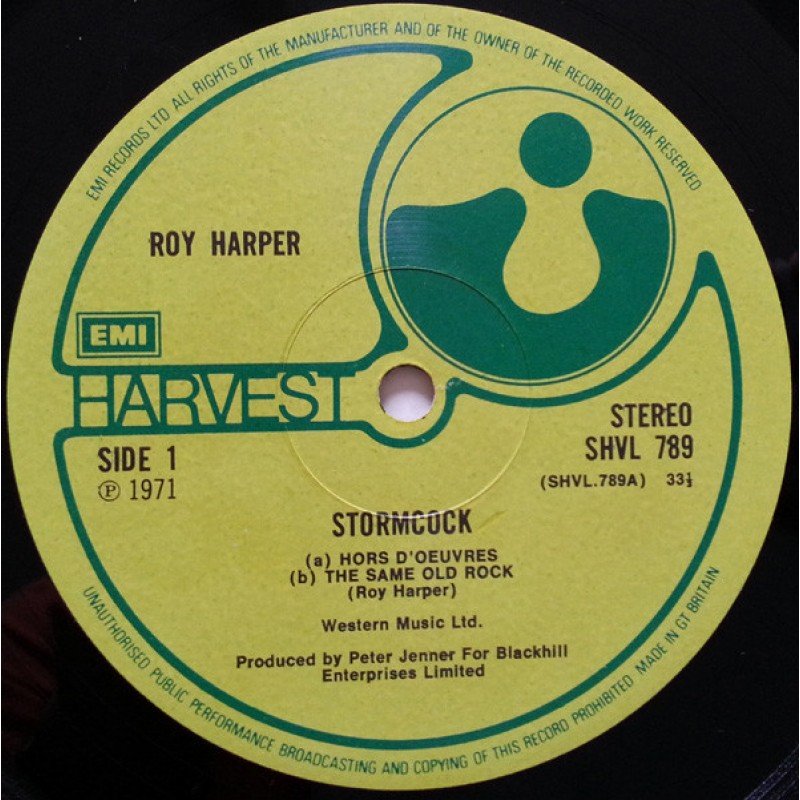 EMI RECORDS LTD ALL RIGHTS OF THE MANUFACTURER AND OF THE OWNER OF THE RECORDED WORK RESERVED
ROY HARPER
EMI
HARVEST
SIDE 1
℗ 1971
STEREO
SHVL 789
(SHVL.789A) 33⅓
STORMCOCK
(a) HORS D'OEUVRES
(b) THE SAME OLD ROCK
(Roy Harper)
Western Music Ltd.
Produced by Peter Jenner For Blackhill
Enterprises Limited
UNAUTHORISED PUBLIC PERFORMANCE BROADCASTING AND COPYING OF THIS RECORD PROHIBITED MADE IN GT BRITAIN